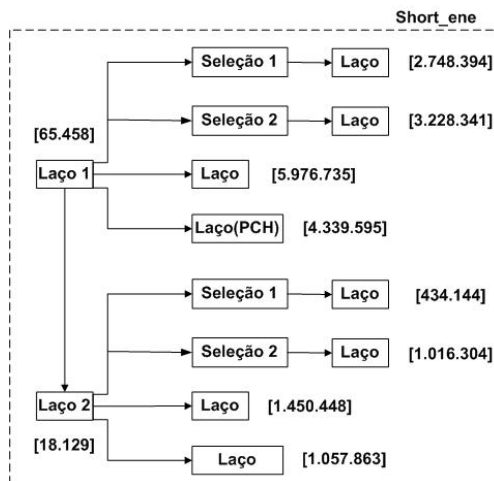 Short_ene
Seleção 1 Laço [2.748.394]
Seleção 2 Laço [3.228.341]
[65.458]
Laço 1 Laço [5.976.735]
Laço(PCH) [4.339.595]
Seleção 1 Laço [434.144]
Seleção 2 Laço [1.016.304]
Laço 2 Laço [1.450.448]
[18.129]
Laço [1.057.863]